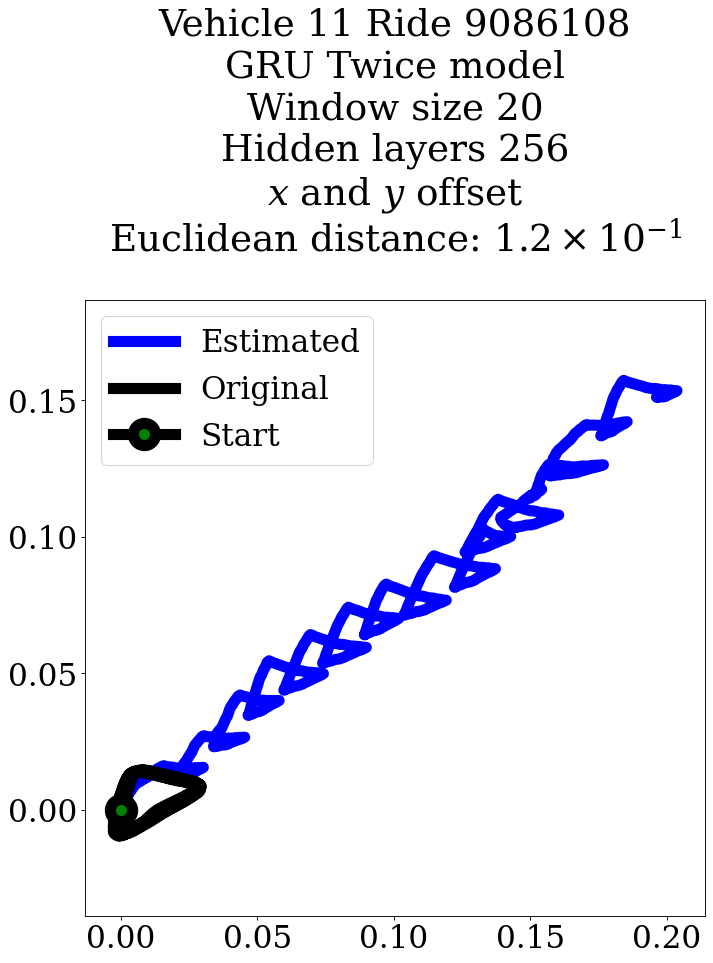 Vehicle 11 Ride 9086108
GRU Twice model
Window size 20
Hidden layers 256
x and y offset
Euclidean distance: 1.2 × 10⁻¹
Estimated
Original
Start
0.15
0.10
0.05
0.00
0.00 0.05 0.10 0.15 0.20